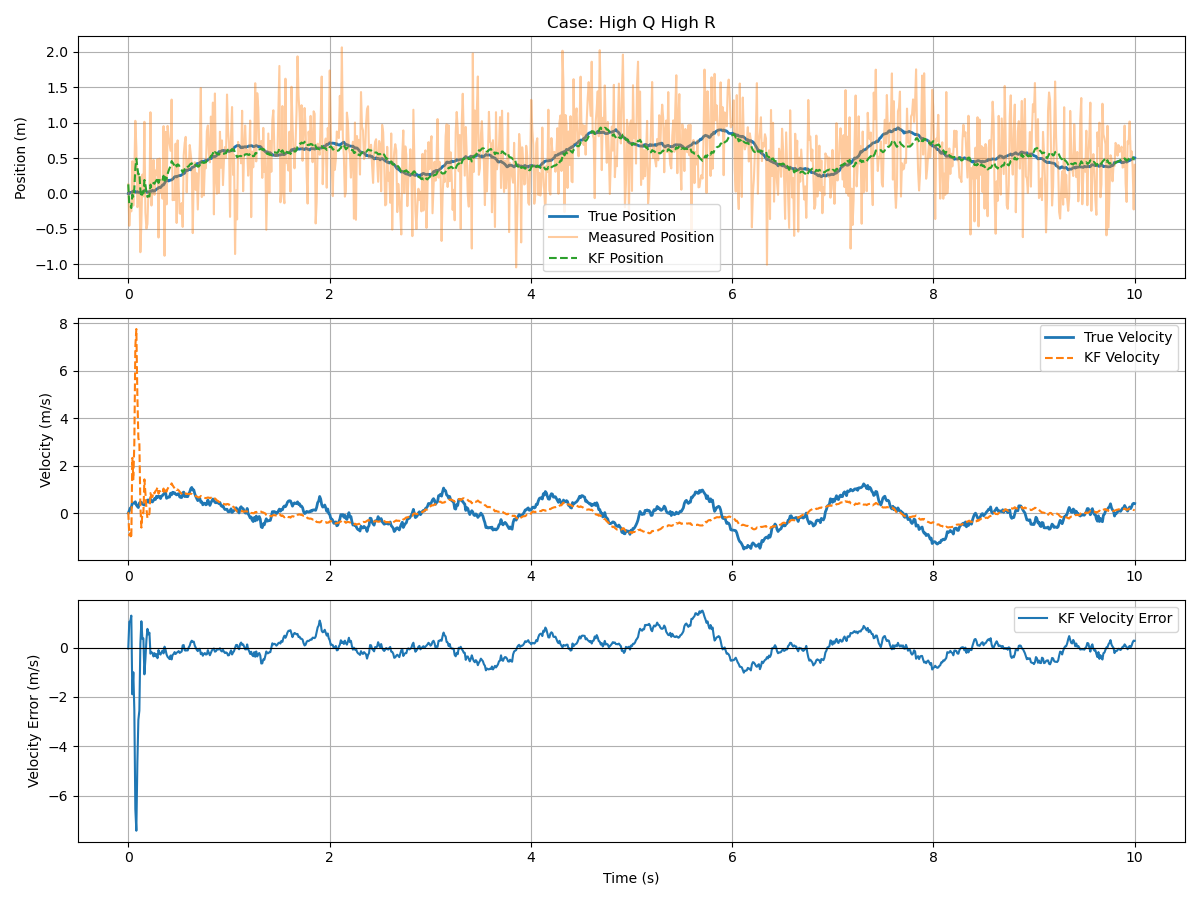 Case: High Q High R
Position (m)
2.0
1.5
1.0
0.5
0.0
−0.5
−1.0
True Position
Measured Position
KF Position
0 2 4 6 8 10
Velocity (m/s)
8
6
4
2
0
True Velocity
KF Velocity
0 2 4 6 8 10
Velocity Error (m/s)
0
−2
−4
−6
KF Velocity Error
0 2 4 6 8 10
Time (s)